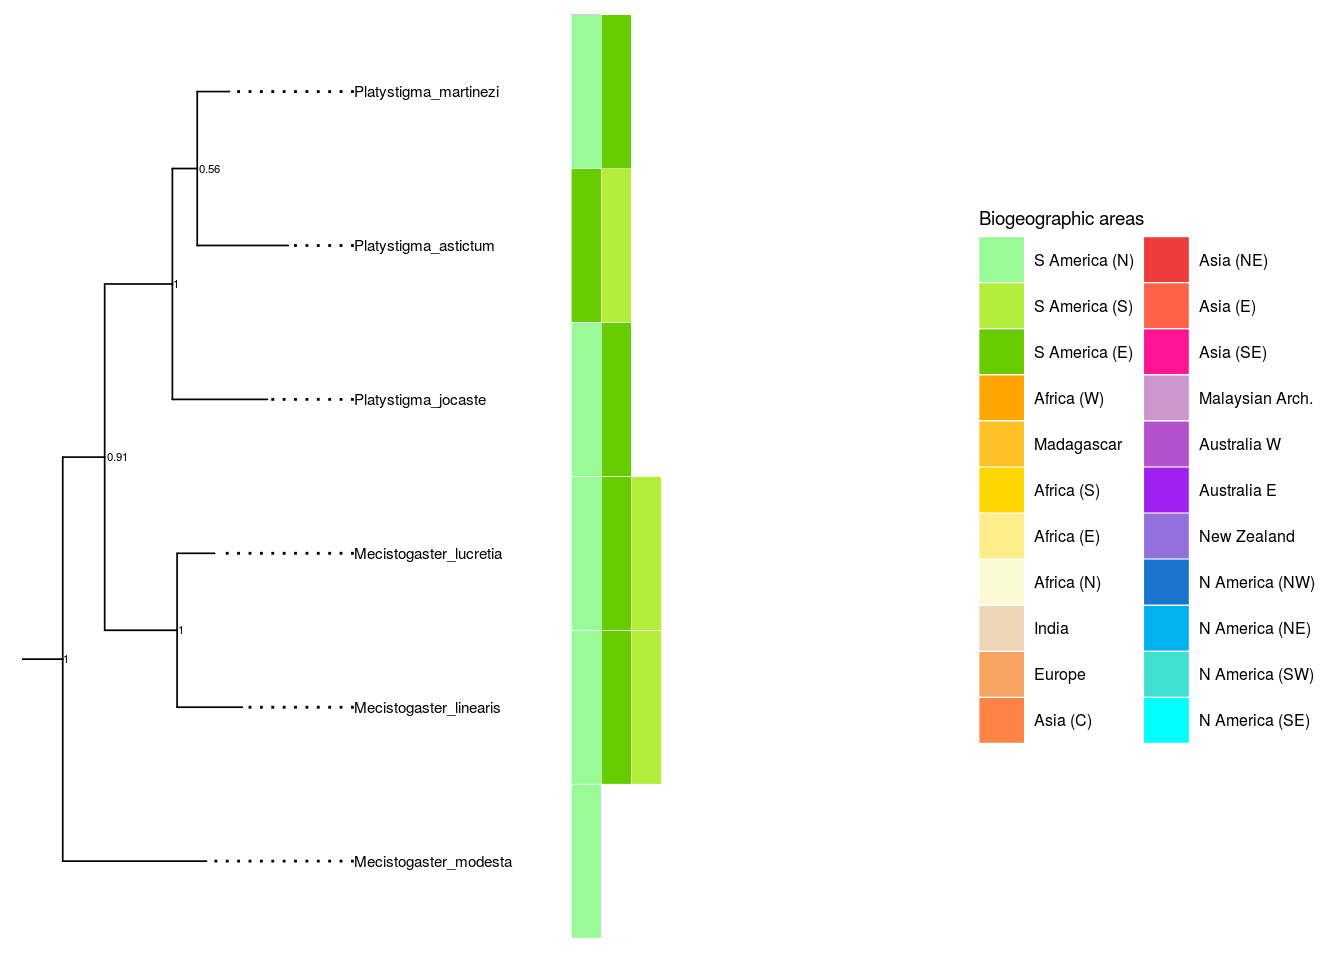 Platystigma_martinezi
0.56
Platystigma_astictum
1
Platystigma_jocaste
0.91
Mecistogaster_lucretia
1
1
Mecistogaster_linearis
Mecistogaster_modesta
Biogeographic areas
S America (N)
S America (S)
S America (E)
Africa (W)
Madagascar
Africa (S)
Africa (E)
Africa (N)
India
Europe
Asia (C)
Asia (NE)
Asia (E)
Asia (SE)
Malaysian Arch.
Australia W
Australia E
New Zealand
N America (NW)
N America (NE)
N America (SW)
N America (SE)